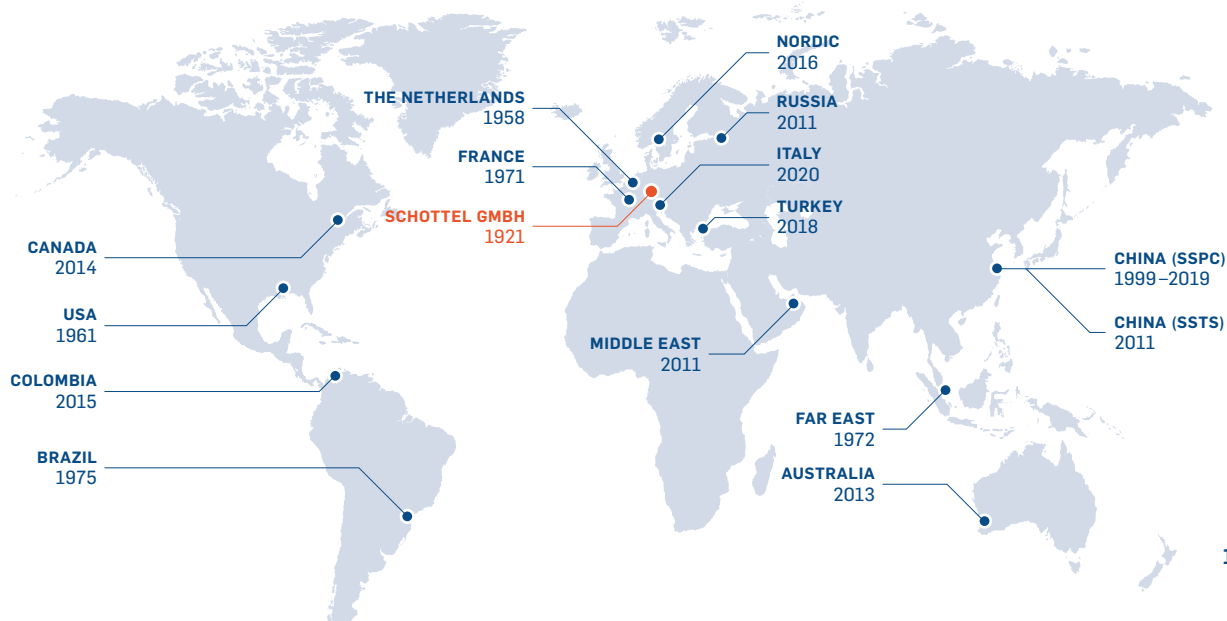 NORDIC
2016
THE NETHERLANDS
1958
RUSSIA
2011
FRANCE
1971
ITALY
2020
SCHOTTEL GMBH
1921
TURKEY
2018
CANADA
2014
CHINA (SSPC)
1999–2019
USA
1961
CHINA (SSTS)
2011
MIDDLE EAST
2011
COLOMBIA
2015
FAR EAST
1972
BRAZIL
1975
AUSTRALIA
2013
1